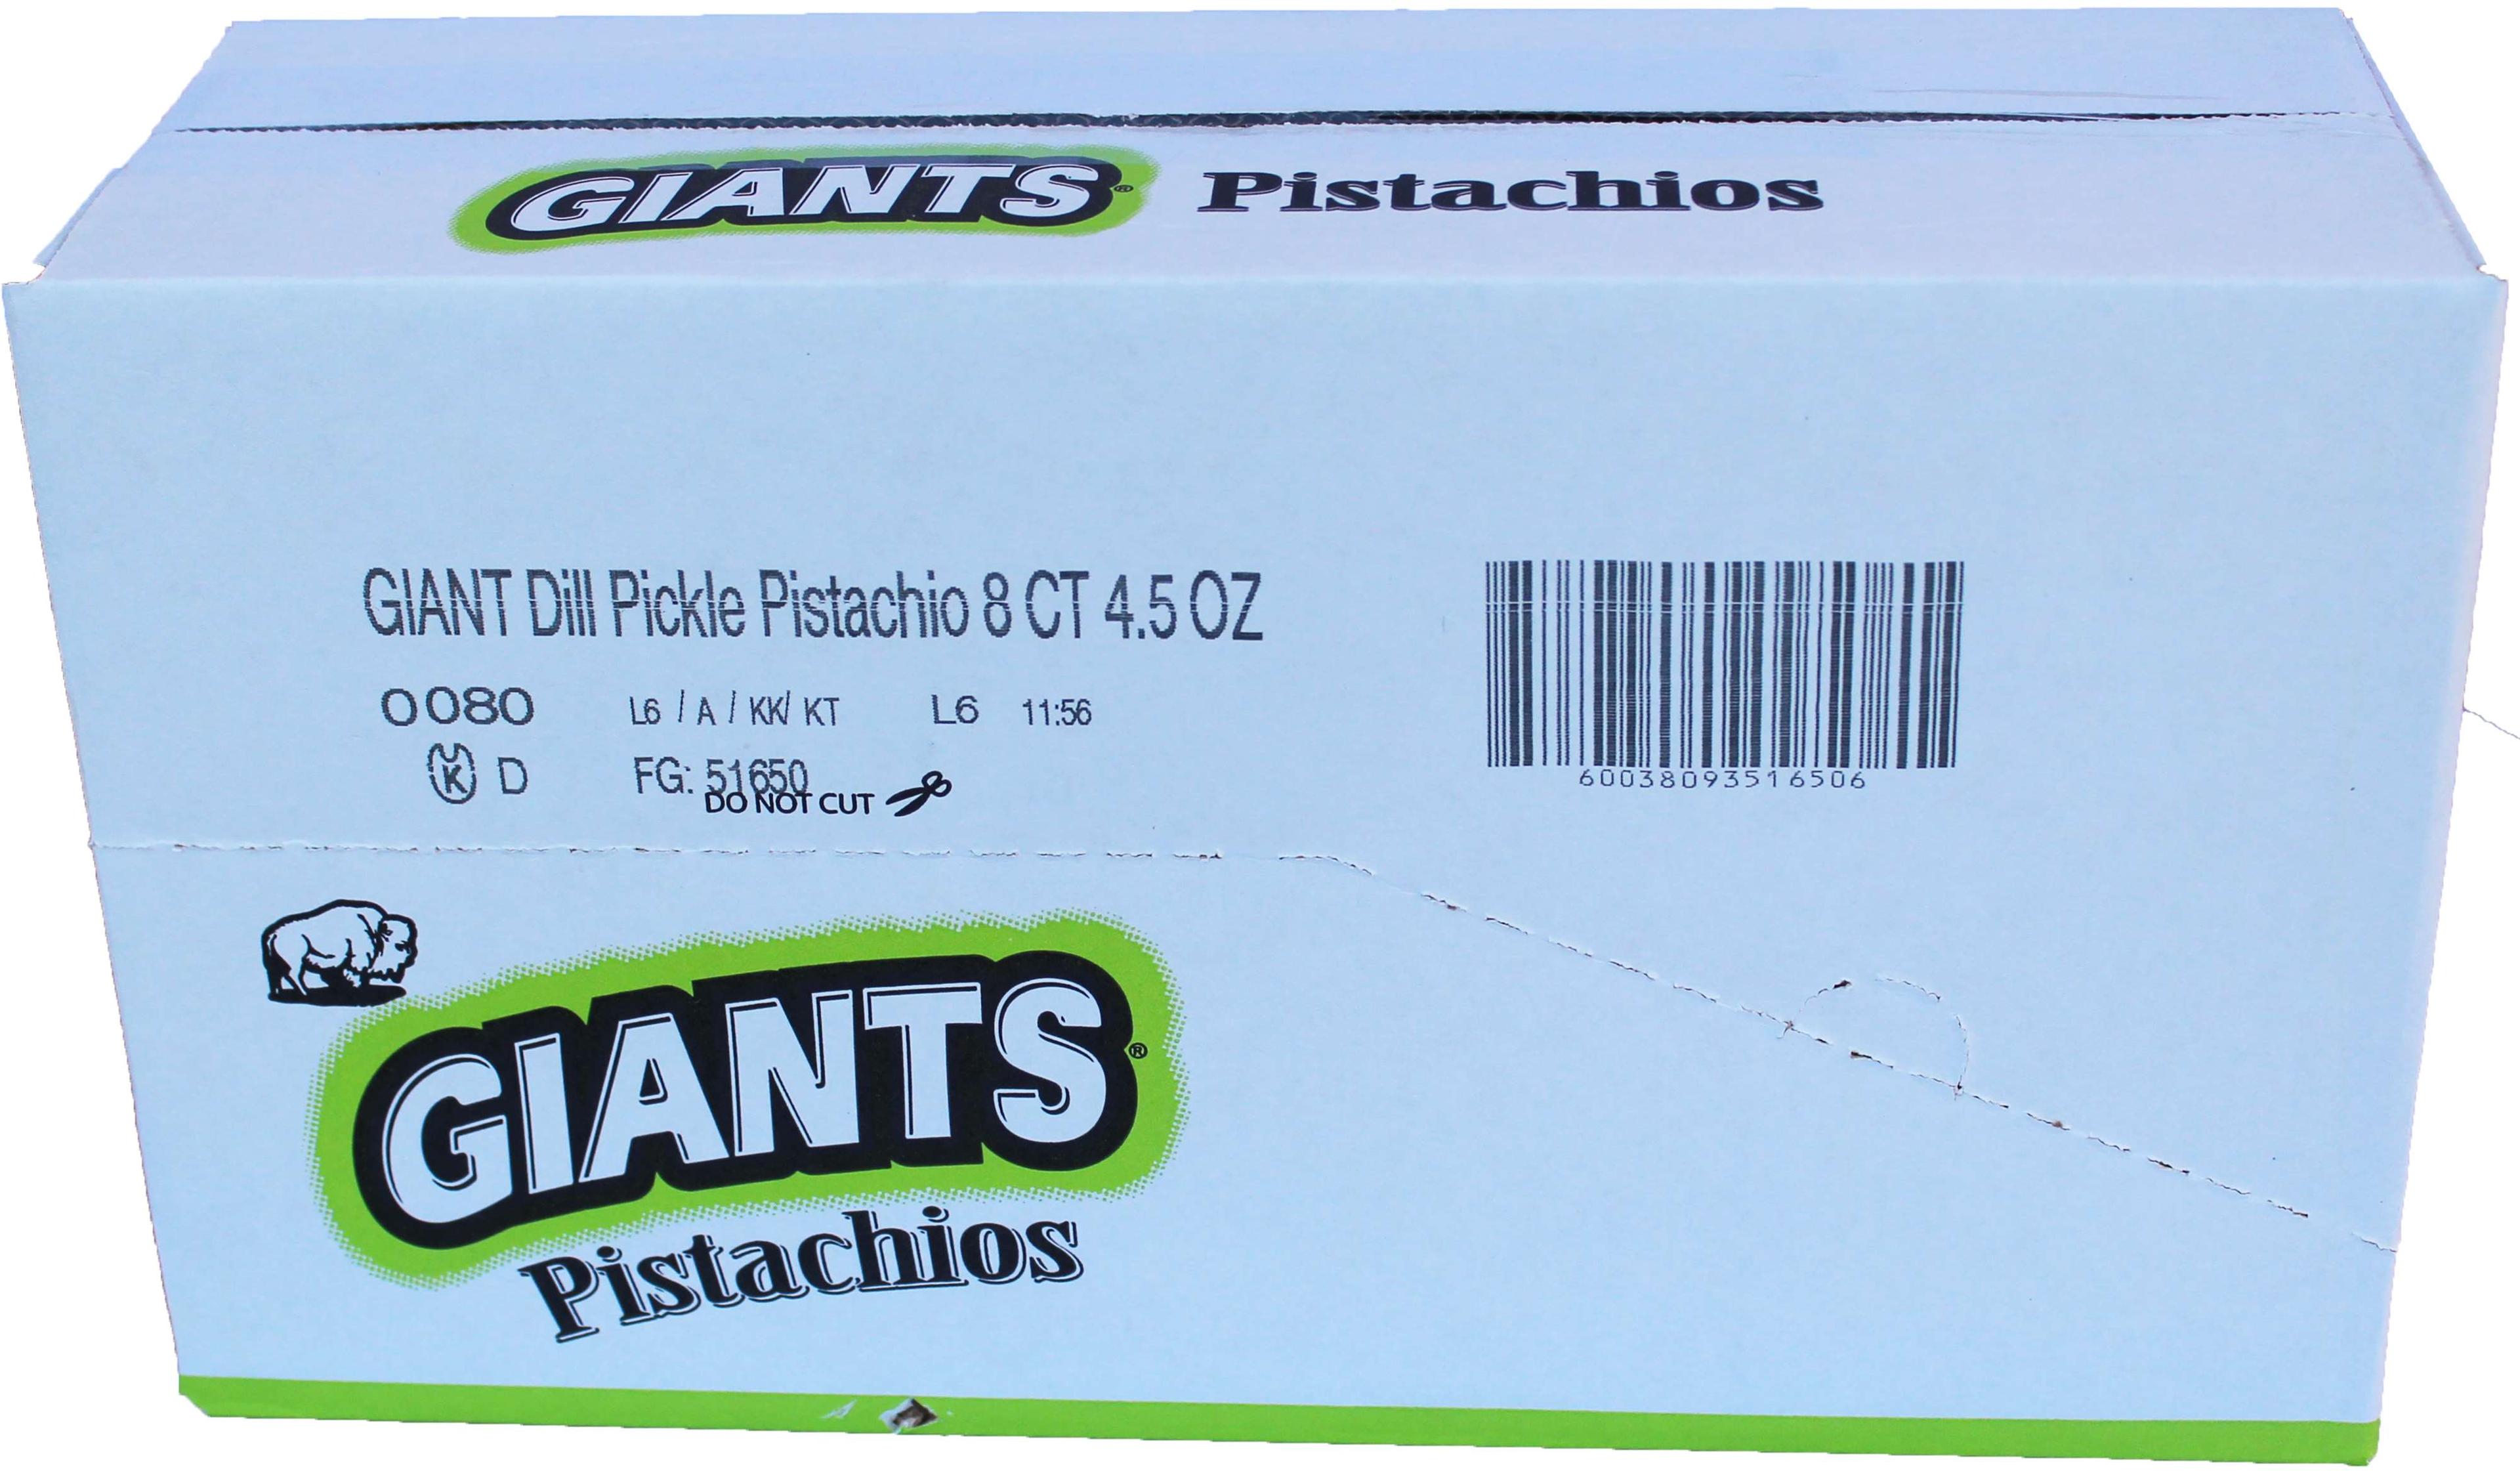 GIANTS® Pistachios
GIANT Dill Pickle Pistachio 8 CT 4.5 OZ
0080 L6 / A / KK/ KT L6 11:56
K D FG: 51650
DO NOT CUT
60038093516506
GIANTS®
Pistachios